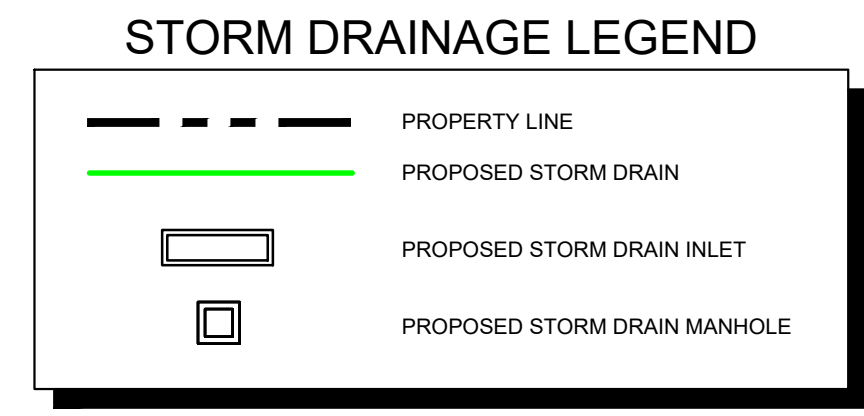 STORM DRAINAGE LEGEND
PROPERTY LINE
PROPOSED STORM DRAIN
PROPOSED STORM DRAIN INLET
PROPOSED STORM DRAIN MANHOLE